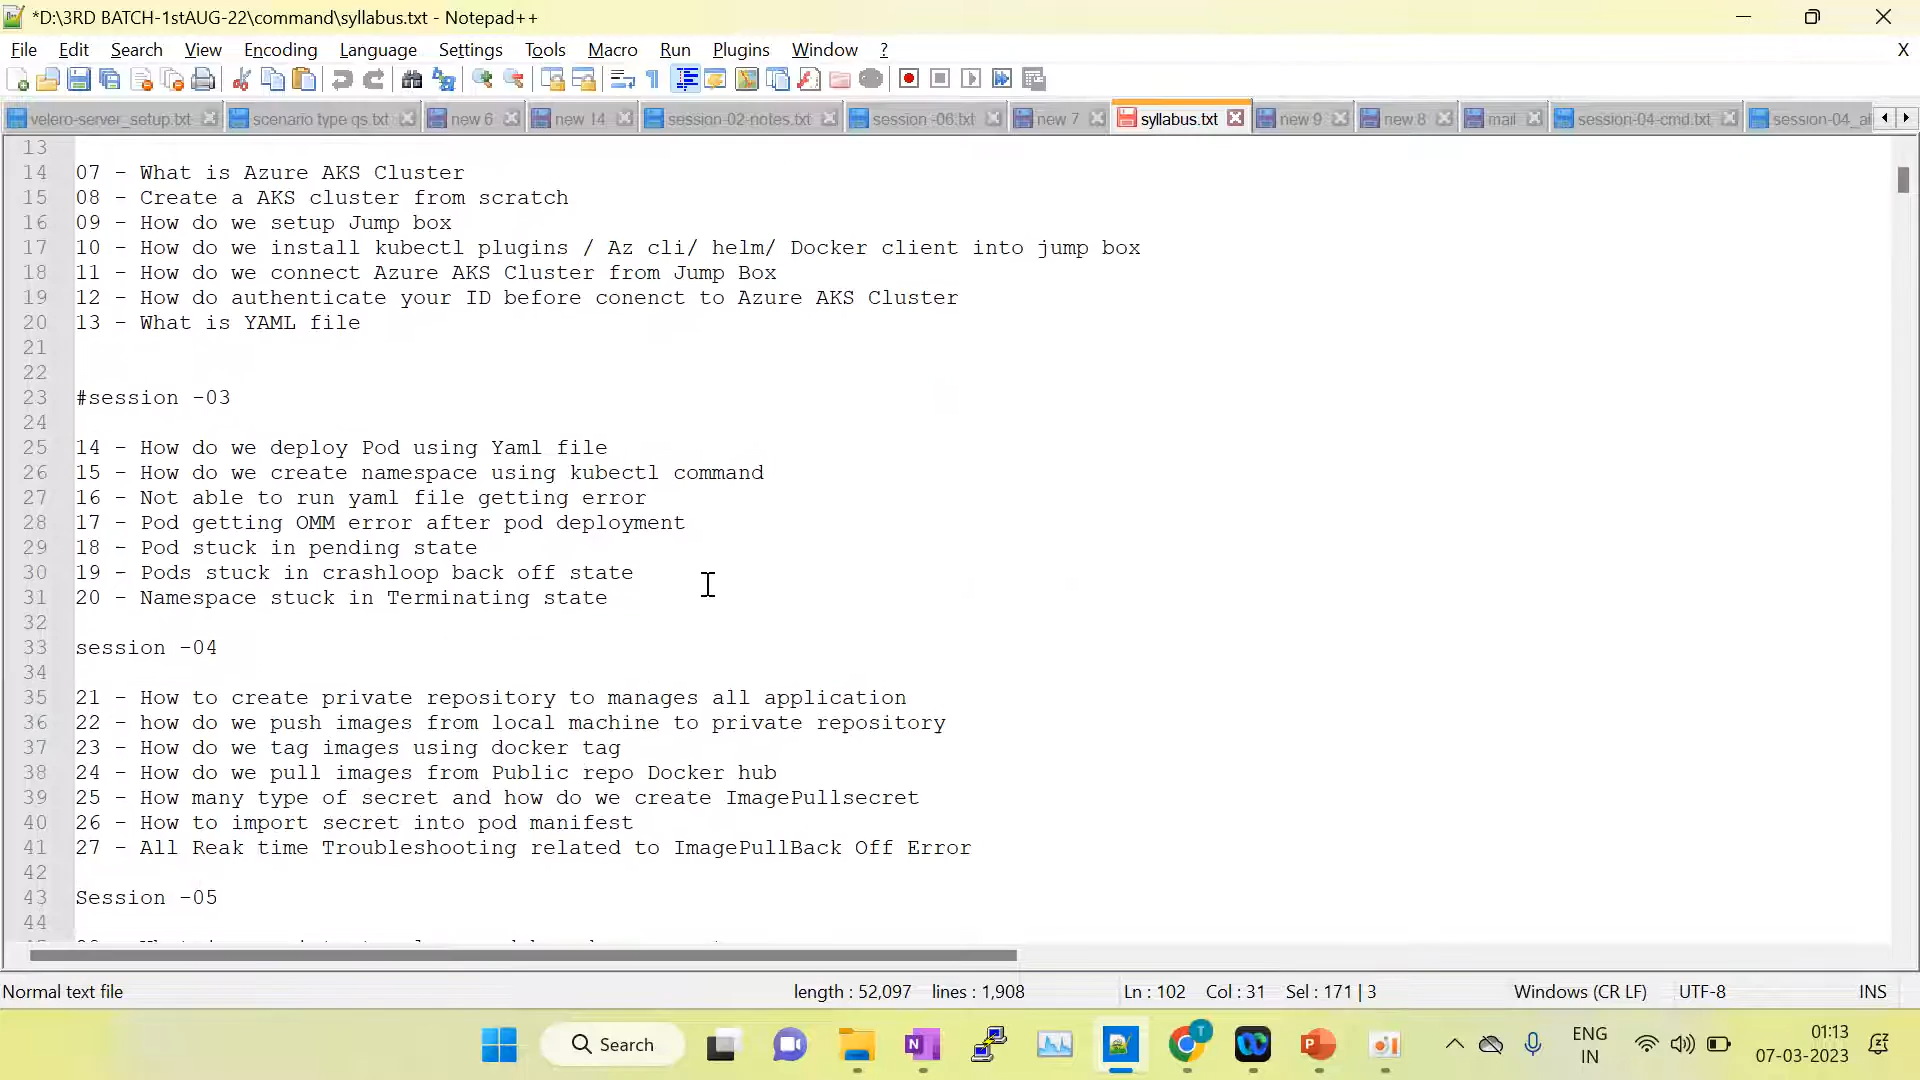 *D:\3RD BATCH-1stAUG-22\command\syllabus.txt - Notepad++
File Edit Search View Encoding Language Settings Tools Macro Run Plugins Window ? X
velero-server_setup.txt scenario type qs.txt new 6 new 14 session-02-notes.txt session -06.txt new 7 syllabus.txt new 9 new 8 mail session-04-cmd.txt session-04_ai
13
14 07 - What is Azure AKS Cluster
15 08 - Create a AKS cluster from scratch
16 09 - How do we setup Jump box
17 10 - How do we install kubectl plugins / Az cli/ helm/ Docker client into jump box
18 11 - How do we connect Azure AKS Cluster from Jump Box
19 12 - How do authenticate your ID before conenct to Azure AKS Cluster
20 13 - What is YAML file
21
22
23 #session -03
24
25 14 - How do we deploy Pod using Yaml file
26 15 - How do we create namespace using kubectl command
27 16 - Not able to run yaml file getting error
28 17 - Pod getting OMM error after pod deployment
29 18 - Pod stuck in pending state
30 19 - Pods stuck in crashloop back off state
31 20 - Namespace stuck in Terminating state
32
33 session -04
34
35 21 - How to create private repository to manages all application
36 22 - how do we push images from local machine to private repository
37 23 - How do we tag images using docker tag
38 24 - How do we pull images from Public repo Docker hub
39 25 - How many type of secret and how do we create ImagePullsecret
40 26 - How to import secret into pod manifest
41 27 - All Reak time Troubleshooting related to ImagePullBack Off Error
42
43 Session -05
44
Normal text file length : 52,097 lines : 1,908 Ln : 102 Col : 31 Sel : 171 | 3 Windows (CR LF) UTF-8 INS
Search ENG IN 01:13 07-03-2023